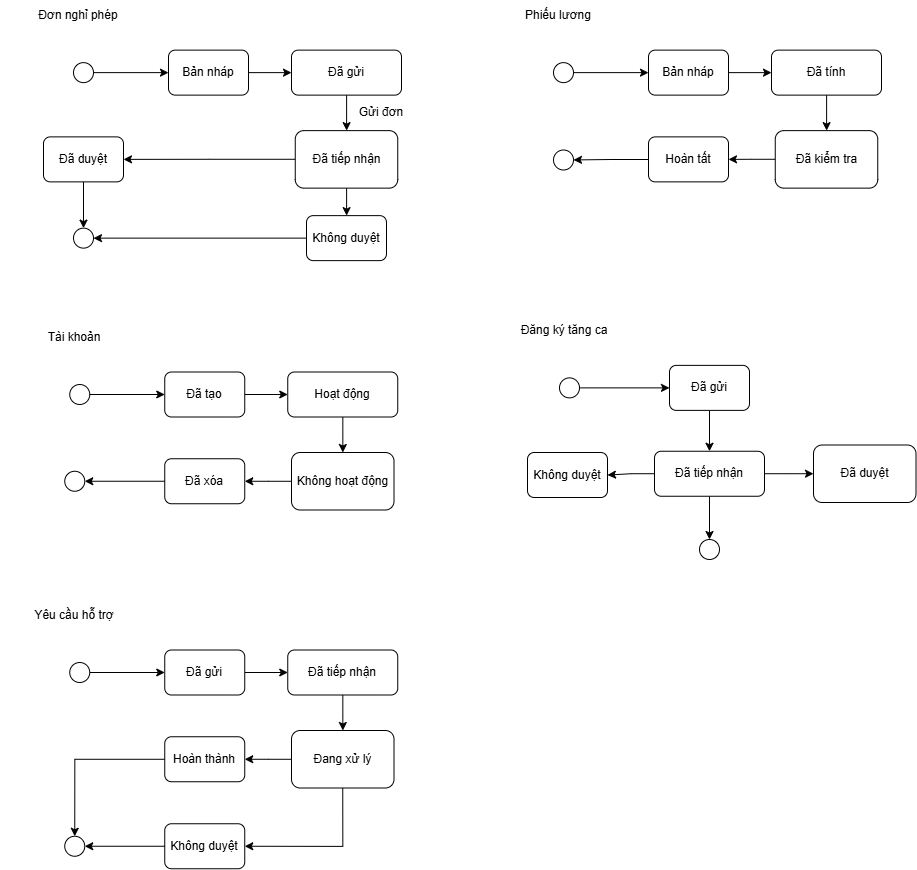 Đơn nghỉ phép
Bản nháp
Đã gửi
Gửi đơn
Đã duyệt
Đã tiếp nhận
Không duyệt
Phiếu lương
Bản nháp
Đã tính
Hoàn tất
Đã kiểm tra
Tài khoản
Đã tạo
Hoạt động
Đã xóa
Không hoạt động
Đăng ký tăng ca
Đã gửi
Không duyệt
Đã tiếp nhận
Đã duyệt
Yêu cầu hỗ trợ
Đã gửi
Đã tiếp nhận
Hoàn thành
Đang xử lý
Không duyệt